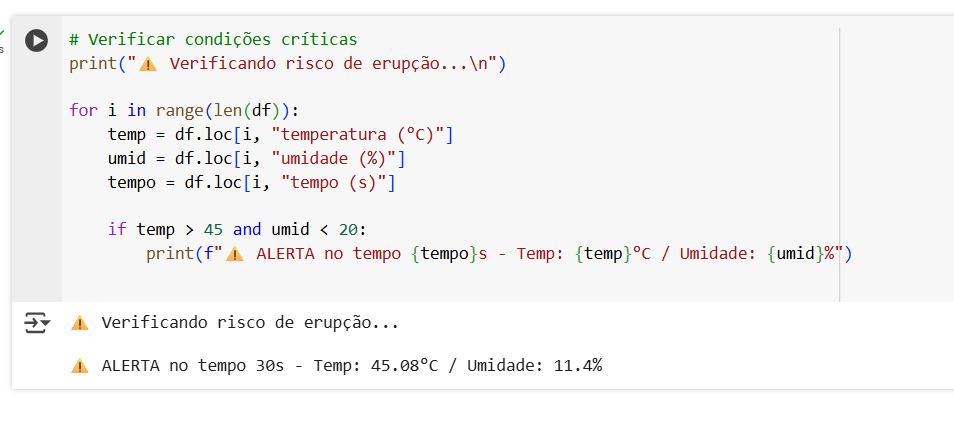 # Verificar condições críticas
print("⚠️ Verificando risco de erupção...\n")
for i in range(len(df)):
    temp = df.loc[i, "temperatura (°C)"]
    umid = df.loc[i, "umidade (%)"]
    tempo = df.loc[i, "tempo (s)"]
    if temp > 45 and umid < 20:
        print(f"⚠️ ALERTA no tempo {tempo}s - Temp: {temp}°C / Umidade: {umid}%")
⚠️ Verificando risco de erupção...
⚠️ ALERTA no tempo 30s - Temp: 45.08°C / Umidade: 11.4%